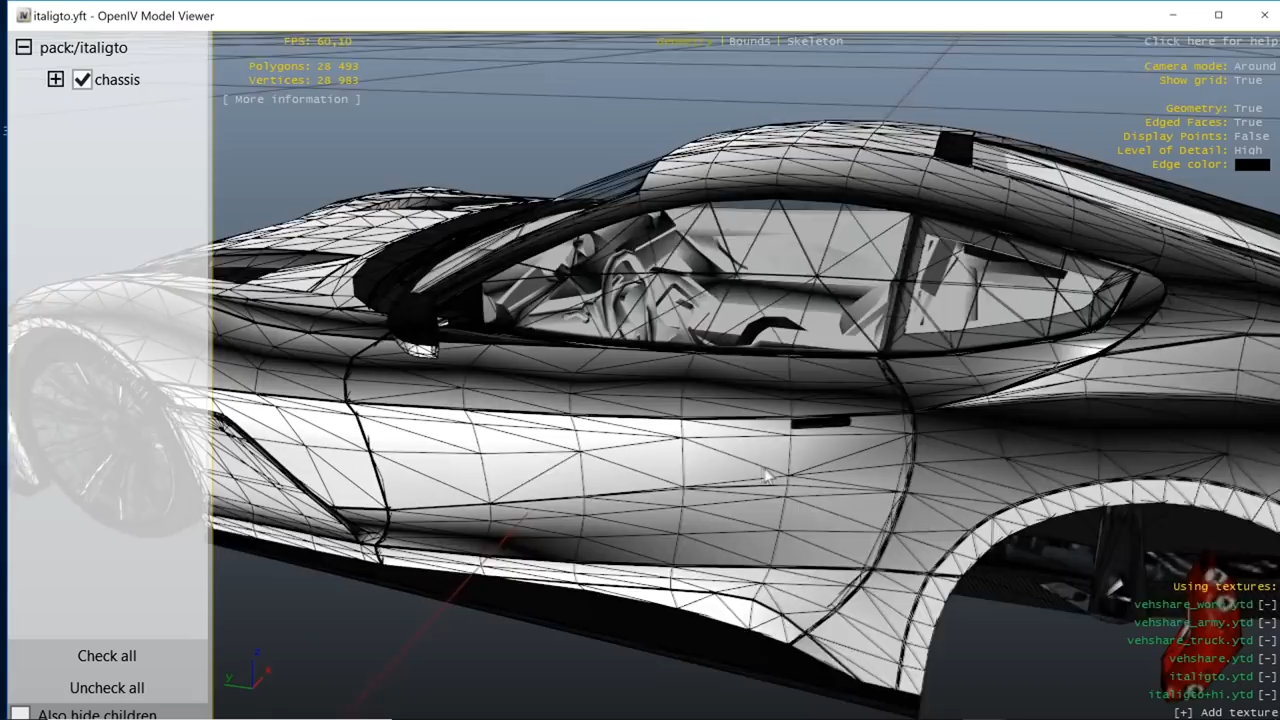 italigto.yft - OpenIV Model Viewer
pack:/italigto
chassis
FPS: 60,10
Polygons: 28 493
Vertices: 28 983
[ More information ]
Geometry | Bounds | Skeleton
Click here for help
Camera mode: Around
Show grid: True
Geometry: True
Edged Faces: True
Display Points: False
Level of Detail: High
Edge color:
z
y
x
Using textures:
vehshare_worn.ytd [-]
vehshare_army.ytd [-]
vehshare_truck.ytd [-]
vehshare.ytd [-]
italigto.ytd [-]
italigto+hi.ytd [-]
[+] Add texture
Check all
Uncheck all
Also hide children